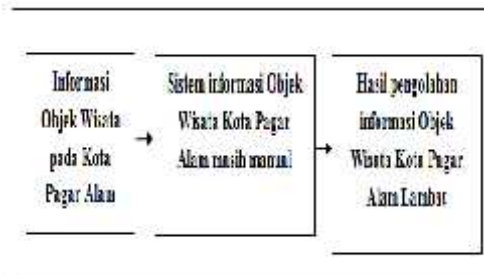 Informasi
Objek Wisata
pada Kota
Pagar Alam
Sistem informasi Objek
Wisata Kota Pagar
Alam masih manual
Hasil pengolahan
informasi Objek
Wisata Kota Pagar
Alam Lambat